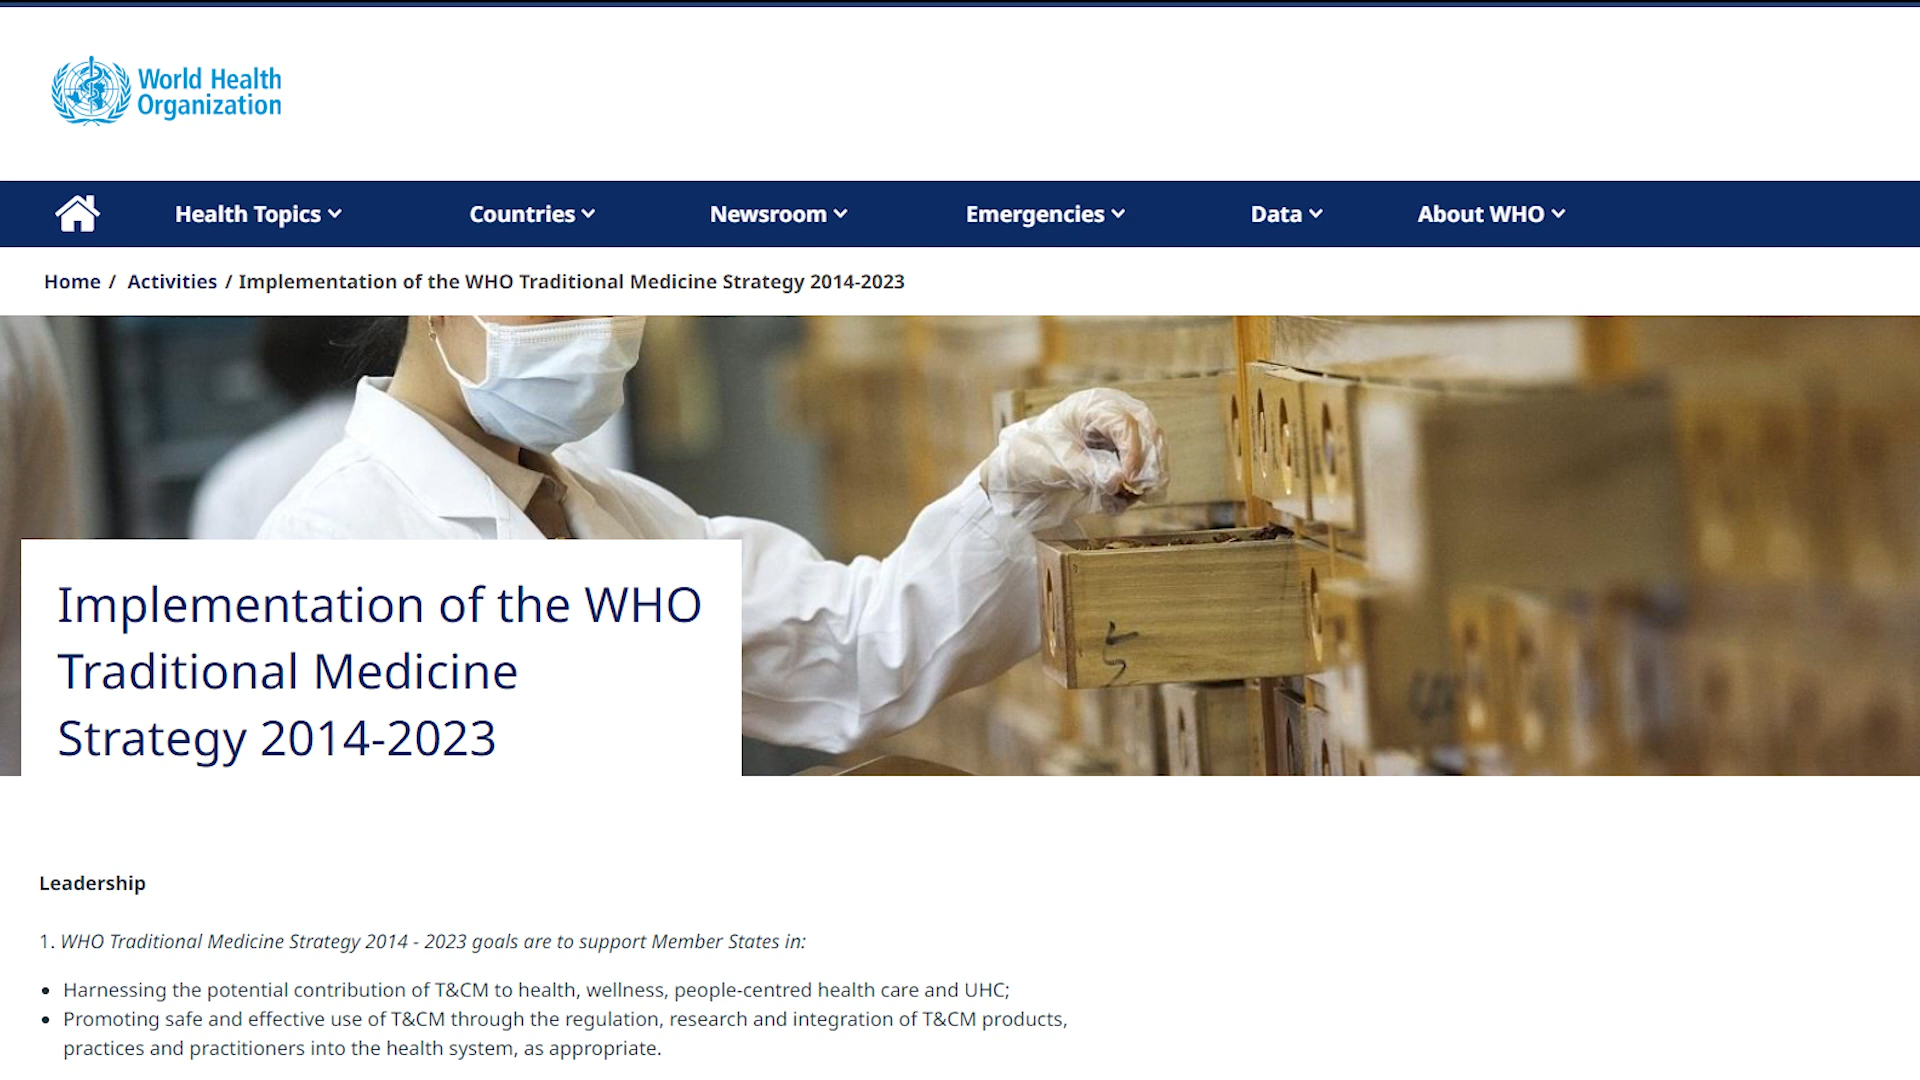 World Health
Organization
Health Topics
Countries
Newsroom
Emergencies
Data
About WHO
Home / Activities / Implementation of the WHO Traditional Medicine Strategy 2014-2023
Implementation of the WHO
Traditional Medicine
Strategy 2014-2023
Leadership
1. WHO Traditional Medicine Strategy 2014 - 2023 goals are to support Member States in:
• Harnessing the potential contribution of T&CM to health, wellness, people-centred health care and UHC;
• Promoting safe and effective use of T&CM through the regulation, research and integration of T&CM products,
practices and practitioners into the health system, as appropriate.